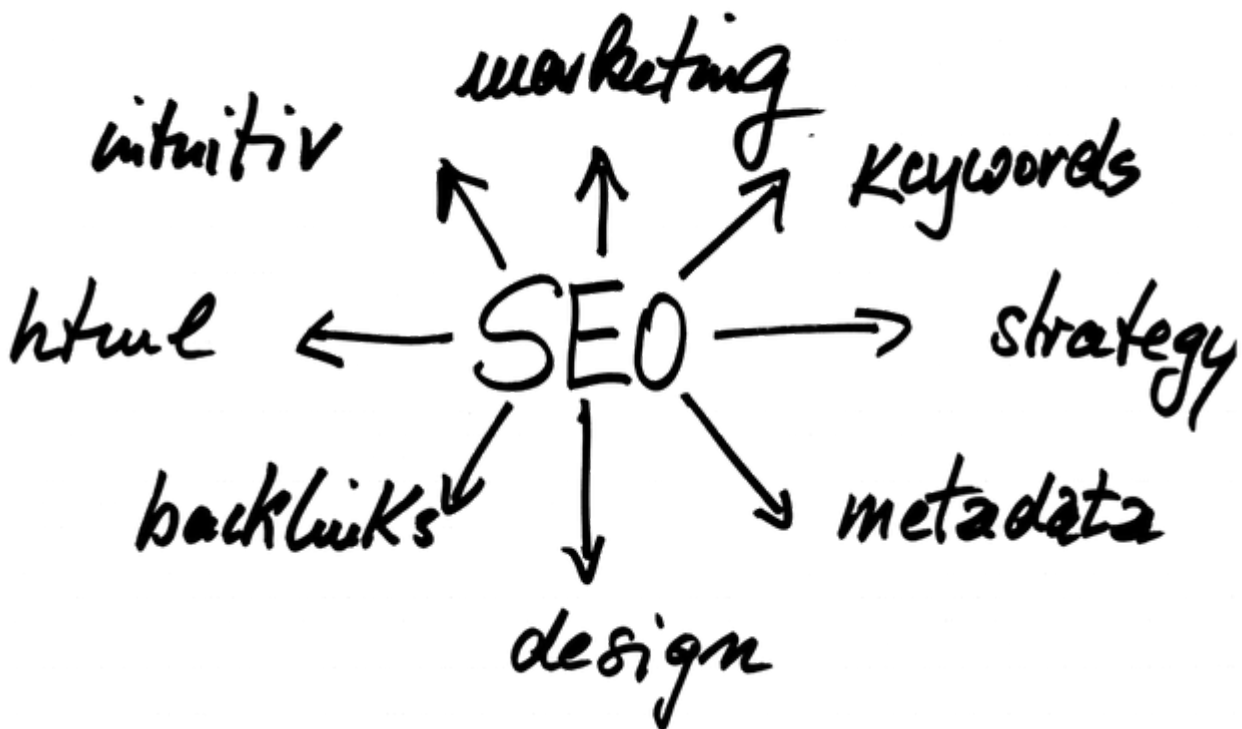 marketing
intuitiv
keywords
html
SEO
strategy
backlinks
metadata
design